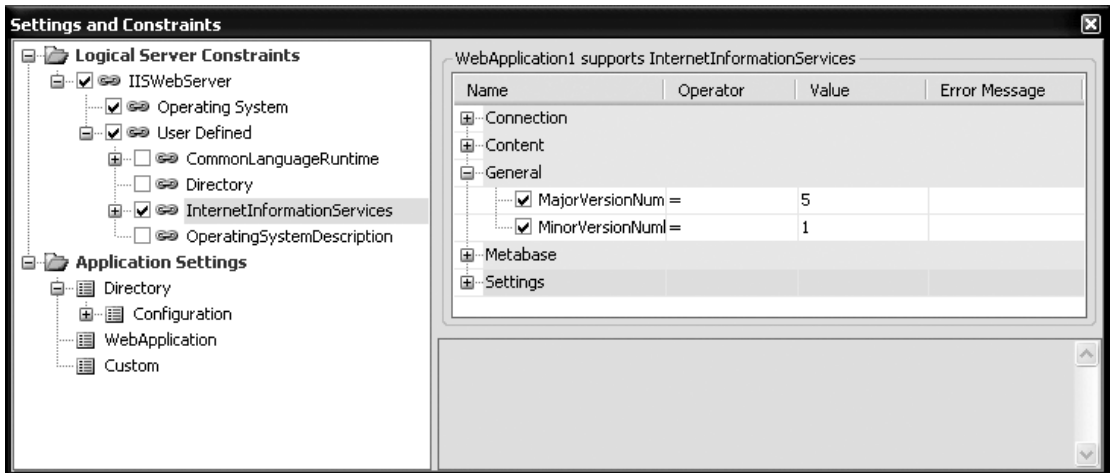 Settings and Constraints
Logical Server Constraints
IISWebServer
Operating System
User Defined
CommonLanguageRuntime
Directory
InternetInformationServices
OperatingSystemDescription
Application Settings
Directory
Configuration
WebApplication
Custom
WebApplication1 supports InternetInformationServices
Name Operator Value Error Message
Connection
Content
General
MajorVersionNum = 5
MinorVersionNuml = 1
Metabase
Settings